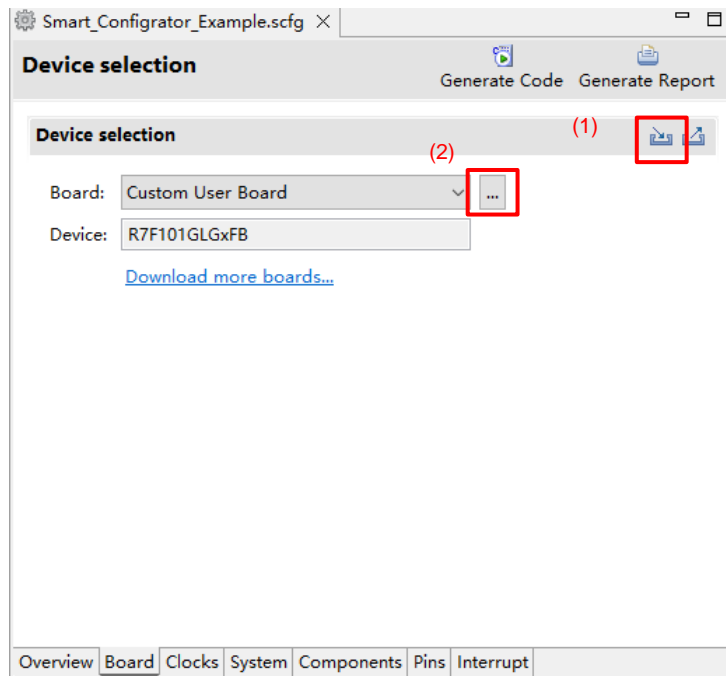 Smart_Configrator_Example.scfg
Device selection
Generate Code Generate Report
Device selection
(1)
(2)
Board: Custom User Board ...
Device: R7F101GLGxFB
Download more boards...
Overview Board Clocks System Components Pins Interrupt